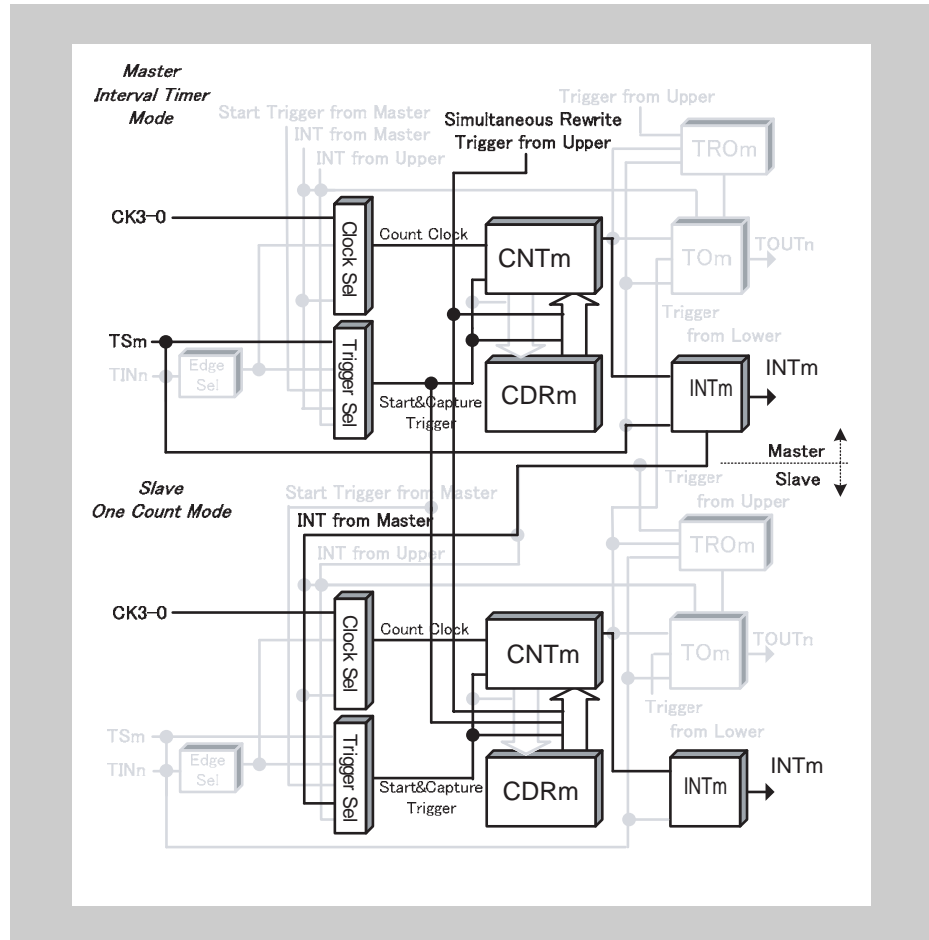 Master
Interval Timer
Mode
Trigger from Upper
Start Trigger from Master
Simultaneous Rewrite
Trigger from Upper
INT from Master
INT from Upper
TROm
CK3-0
Clock Sel
Count Clock
CNTm
TOm
TOUTn
Trigger
from Lower
TSm
TINn
Edge
Sel
Trigger Sel
Start&Capture
Trigger
CDRm
INTm
INTm
Master
Slave
Slave
One Count Mode
Start Trigger from Master
Trigger
from Upper
INT from Master
INT from Upper
TROm
CK3-0
Clock Sel
Count Clock
CNTm
TOm
TOUTn
Trigger
from Lower
TSm
TINn
Edge
Sel
Trigger Sel
Start&Capture
Trigger
CDRm
INTm
INTm